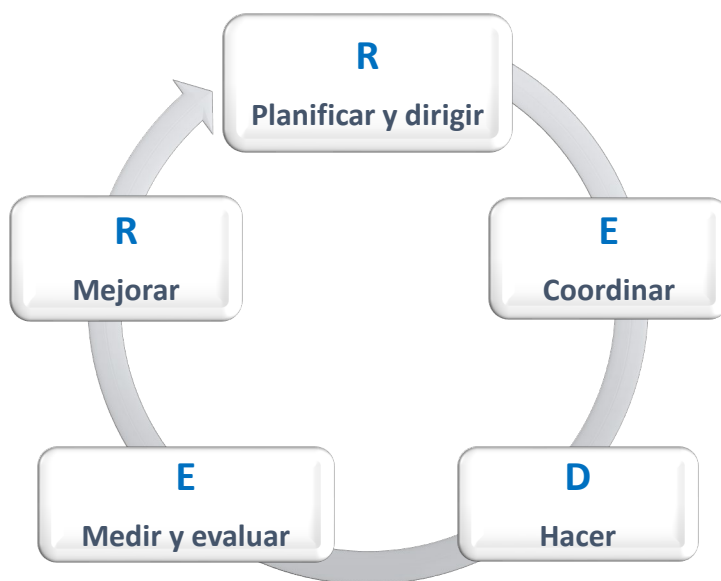 R
Planificar y dirigir
E
Coordinar
D
Hacer
E
Medir y evaluar
R
Mejorar